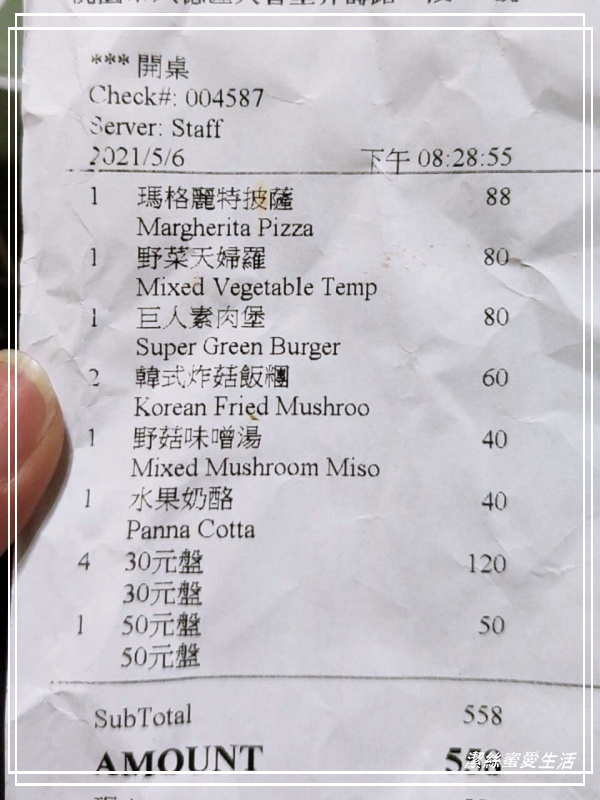 *** 開桌
Check#: 004587
Server: Staff
2021/5/6 下午 08:28:55
1 瑪格麗特披薩 88
Margherita Pizza
1 野菜天婦羅 80
Mixed Vegetable Temp
1 巨人素肉堡 80
Super Green Burger
2 韓式炸菇飯糰 60
Korean Fried Mushroo
1 野菇味噌湯 40
Mixed Mushroom Miso
1 水果奶酪 40
Panna Cotta
4 30元盤 120
30元盤
1 50元盤 50
50元盤
SubTotal 558
AMOUNT 558
潔絲蜜愛生活